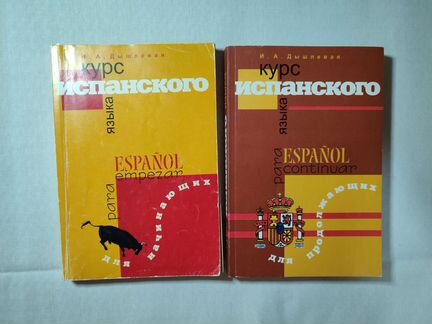 И. А. Дышлевая
курс
испанского
языка
ESPAÑOL
para
empezar
для
начинающих
И. А. Дышлевая
курс
испанского
языка
para
ESPAÑOL
continuar
для
продолжающих